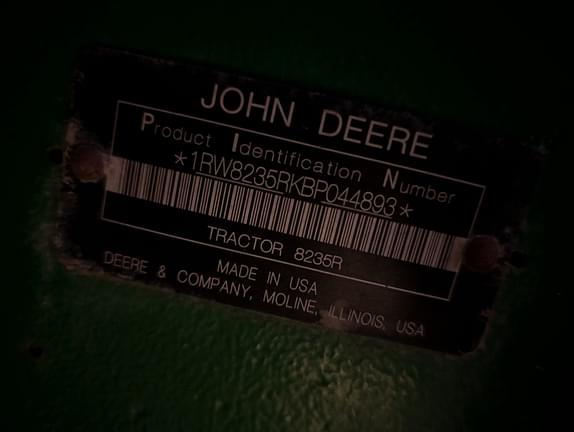 JOHN DEERE
Product Identification Number
*1RW8235RKBP044893*
TRACTOR 8235R
MADE IN USA
DEERE & COMPANY, MOLINE, ILLINOIS, USA